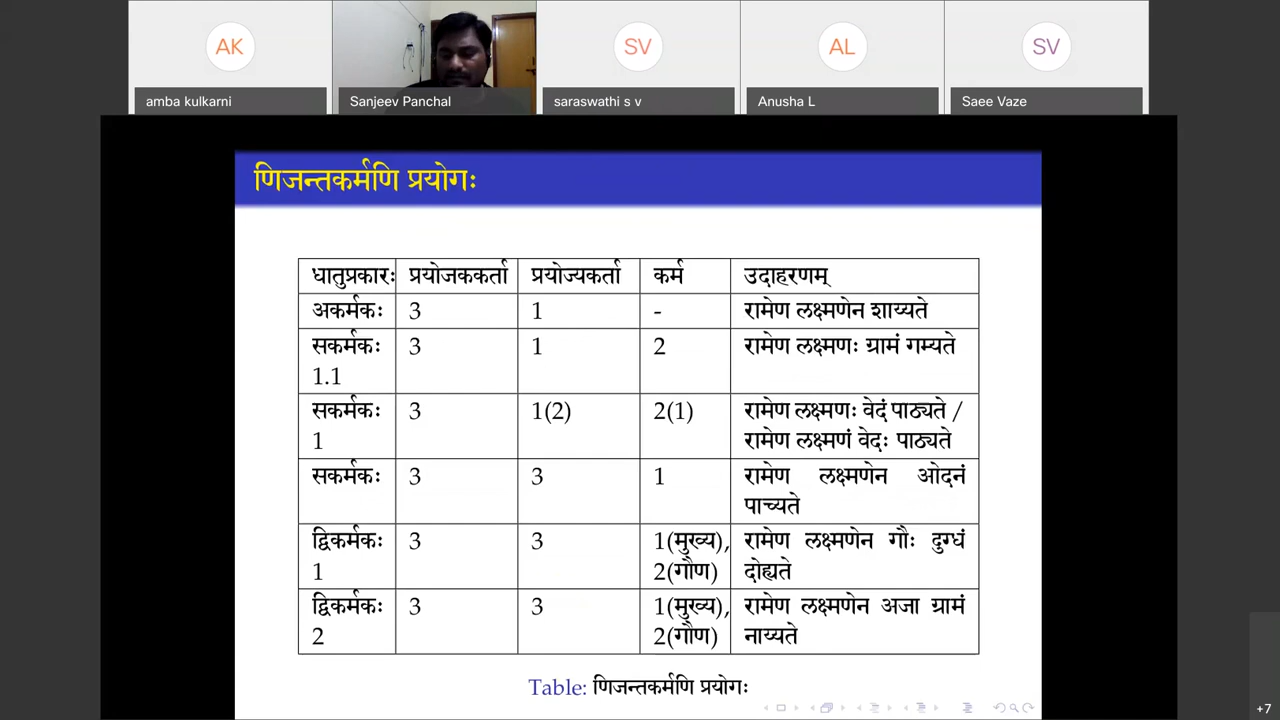 AK
SV
AL
SV
amba kulkarni
Sanjeev Panchal
saraswathi s v
Anusha L
Saee Vaze
णिजन्तकर्मणि प्रयोगः
धातुप्रकारः प्रयोजककर्ता प्रयोज्यकर्ता कर्म उदाहरणम्
अकर्मकः 3 1 - रामेण लक्ष्मणेन शाय्यते
सकर्मकः 3 1 2 रामेण लक्ष्मणः ग्रामं गम्यते
1.1
सकर्मकः 3 1(2) 2(1) रामेण लक्ष्मणः वेदं पाठ्यते /
1 रामेण लक्ष्मणं वेदः पाठ्यते
सकर्मकः 3 3 1 रामेण लक्ष्मणेन ओदनं
पाच्यते
द्विकर्मकः 3 3 1(मुख्य), रामेण लक्ष्मणेन गौः दुग्धं
1 2(गौण) दोह्यते
द्विकर्मकः 3 3 1(मुख्य), रामेण लक्ष्मणेन अजा ग्रामं
2 2(गौण) नाय्यते
Table: णिजन्तकर्मणि प्रयोगः
+7